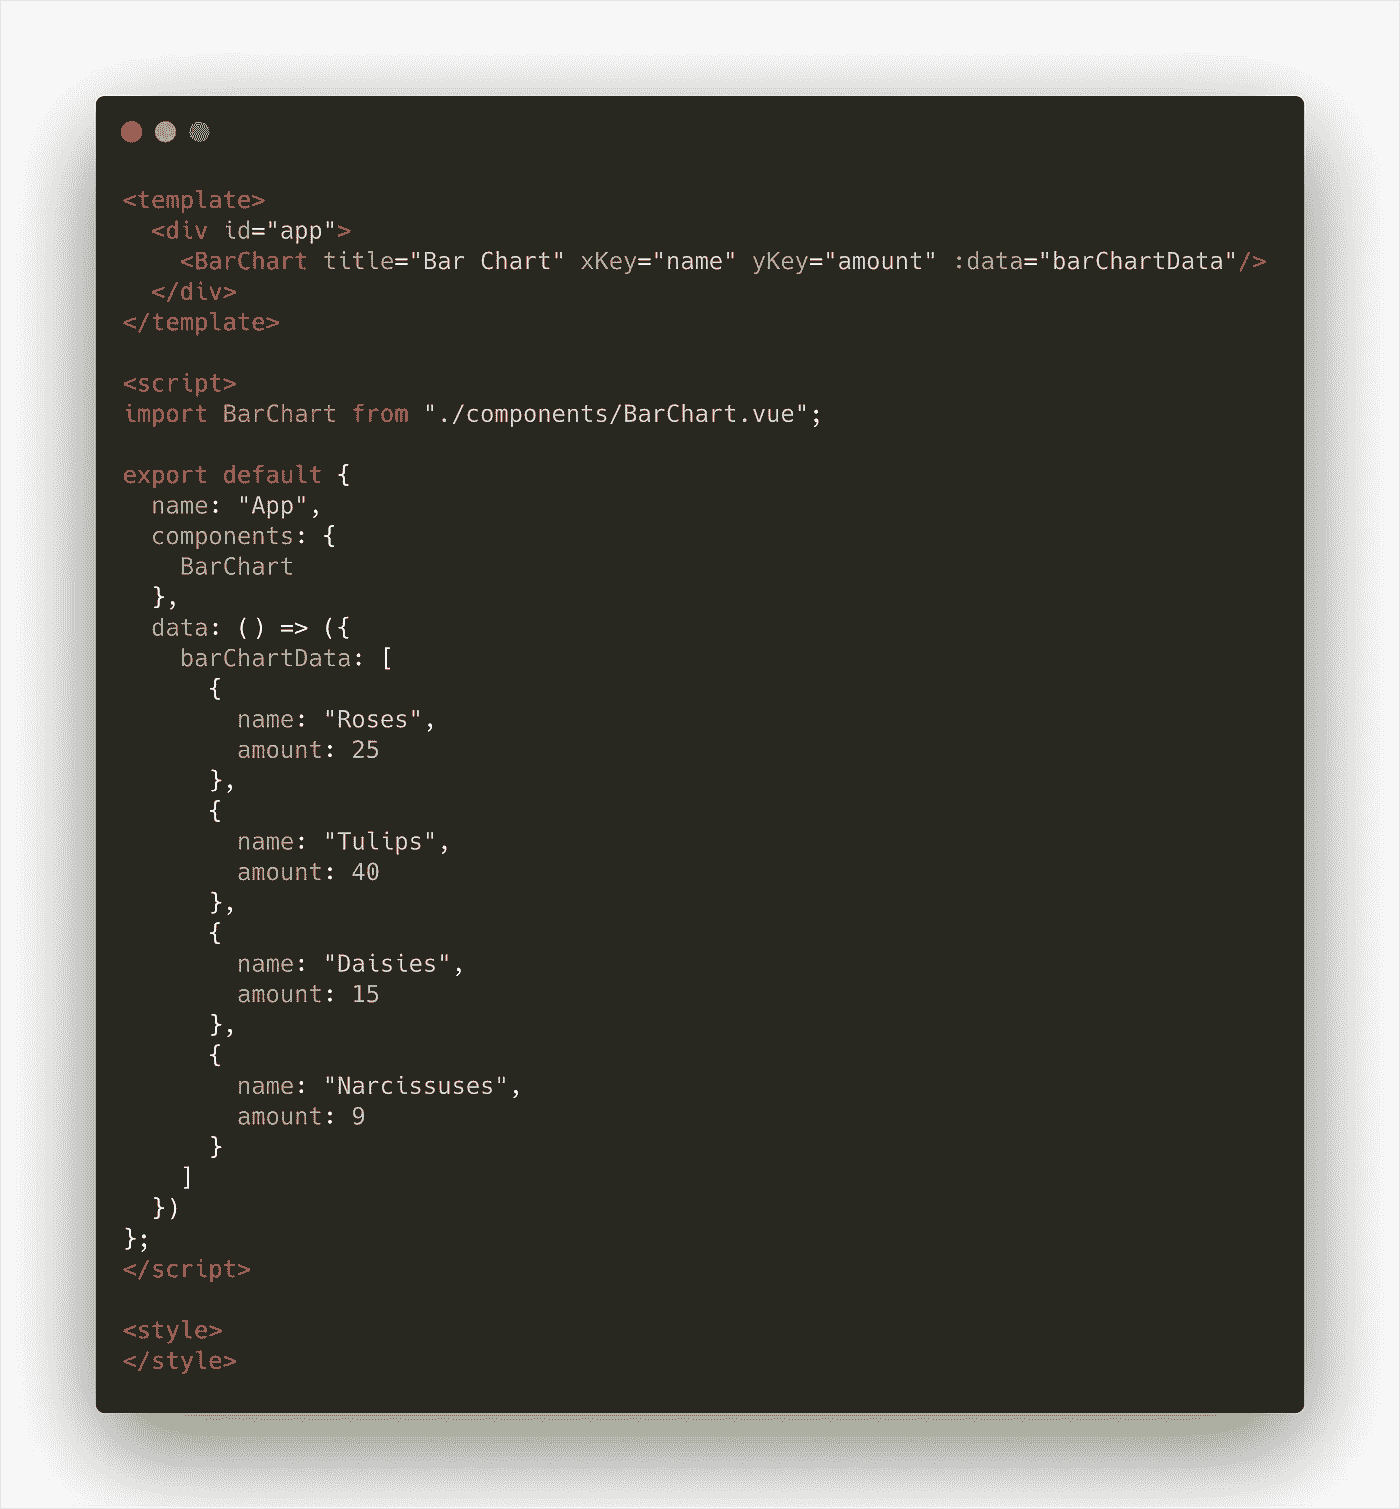 <template>
  <div id="app">
    <BarChart title="Bar Chart" xKey="name" yKey="amount" :data="barChartData"/>
  </div>
</template>

<script>
import BarChart from "./components/BarChart.vue";

export default {
  name: "App",
  components: {
    BarChart
  },
  data: () => ({
    barChartData: [
      {
        name: "Roses",
        amount: 25
      },
      {
        name: "Tulips",
        amount: 40
      },
      {
        name: "Daisies",
        amount: 15
      },
      {
        name: "Narcissuses",
        amount: 9
      }
    ]
  })
};
</script>

<style>
</style>